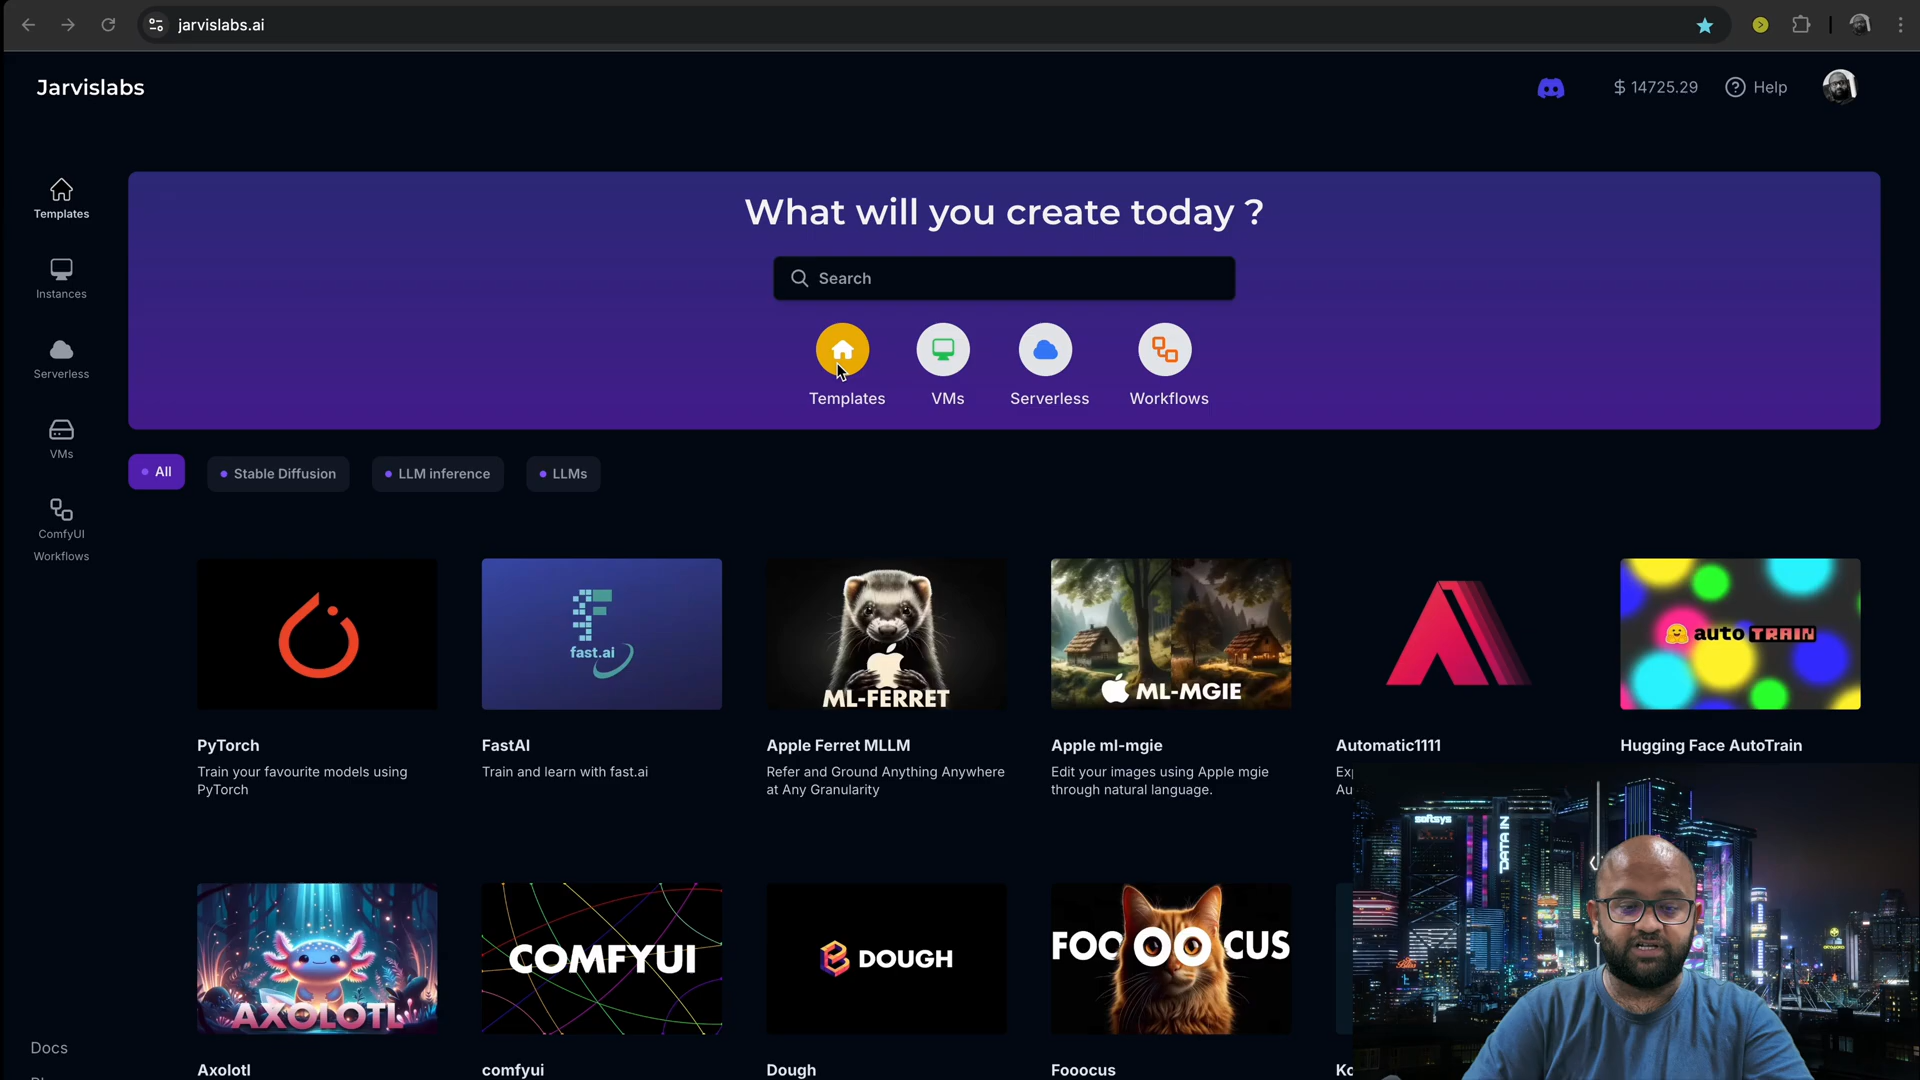 jarvislabs.ai
Jarvislabs
$ 14725.29
Help
Templates
Instances
Serverless
VMs
ComfyUI
Workflows
Docs
What will you create today ?
Search
Templates
VMs
Serverless
Workflows
All
Stable Diffusion
LLM inference
LLMs
fast.ai
ML-FERRET
ML-MGIE
auto TRAIN
PyTorch
Train your favourite models using
PyTorch
FastAI
Train and learn with fast.ai
Apple Ferret MLLM
Refer and Ground Anything Anywhere
at Any Granularity
Apple ml-mgie
Edit your images using Apple mgie
through natural language.
Automatic1111
Hugging Face AutoTrain
softsys
DATA IN
AXOLOTL
COMFYUI
DOUGH
FOOOOCUS
Axolotl
comfyui
Dough
Fooocus